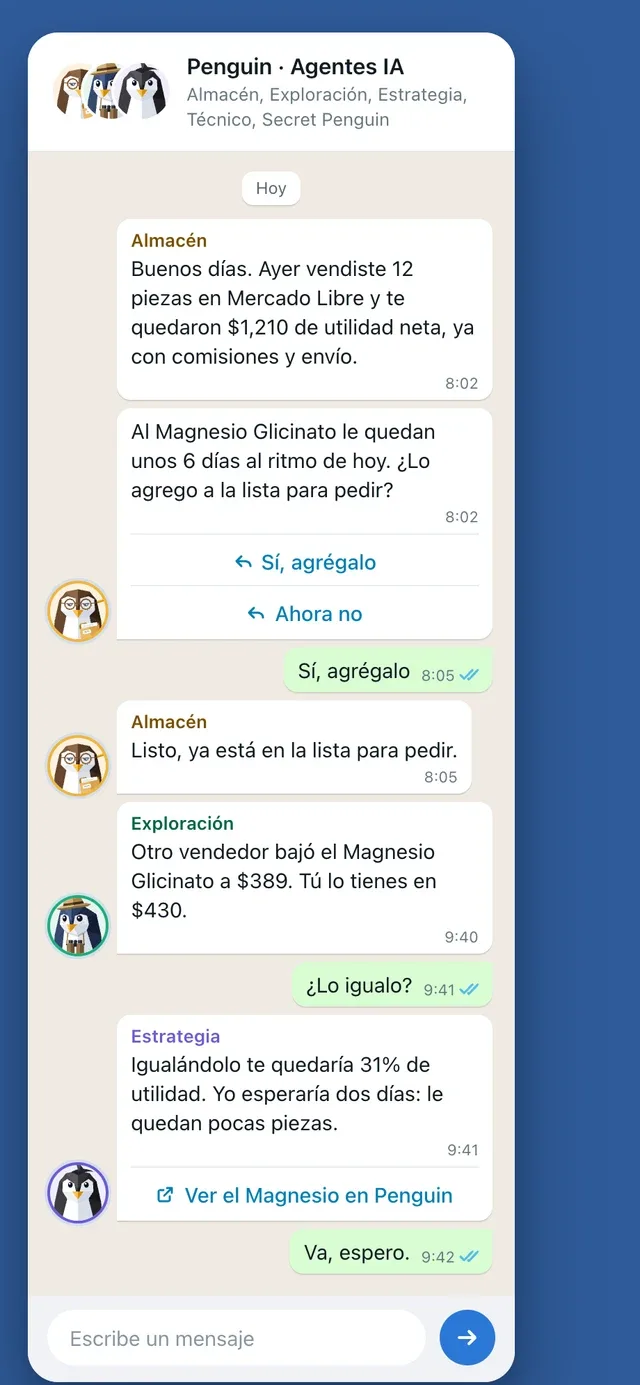 Penguin · Agentes IA
Almacén, Exploración, Estrategia,
Técnico, Secret Penguin
Hoy
Almacén
Buenos días. Ayer vendiste 12
piezas en Mercado Libre y te
quedaron $1,210 de utilidad neta, ya
con comisiones y envío.
8:02
Al Magnesio Glicinato le quedan
unos 6 días al ritmo de hoy. ¿Lo
agrego a la lista para pedir?
8:02
Sí, agrégalo
Ahora no
Sí, agrégalo 8:05
Almacén
Listo, ya está en la lista para pedir.
8:05
Exploración
Otro vendedor bajó el Magnesio
Glicinato a $389. Tú lo tienes en
$430.
9:40
¿Lo igualo? 9:41
Estrategia
Igualándolo te quedaría 31% de
utilidad. Yo esperaría dos días: le
quedan pocas piezas.
9:41
Ver el Magnesio en Penguin
Va, espero. 9:42
Escribe un mensaje